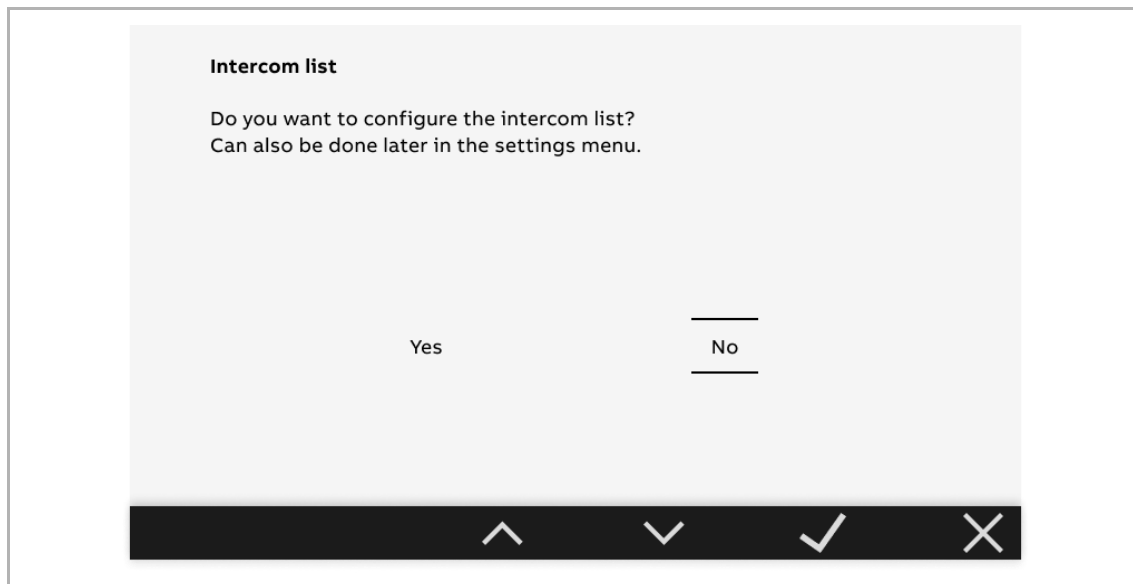 Intercom list
Do you want to configure the intercom list?
Can also be done later in the settings menu.
Yes No